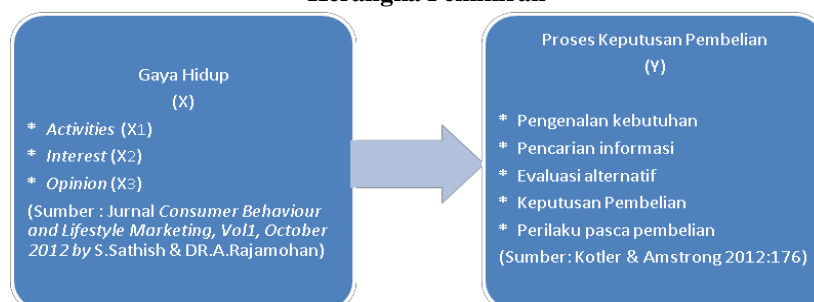 Kerangka Pemikiran
Gaya Hidup
(X)
* Activities (X1)
* Interest (X2)
* Opinion (X3)
(Sumber : Jurnal Consumer Behaviour
and Lifestyle Marketing, Vol1, October
2012 by S.Sathish & DR.A.Rajamohan)
Proses Keputusan Pembelian
(Y)
* Pengenalan kebutuhan
* Pencarian informasi
* Evaluasi alternatif
* Keputusan Pembelian
* Perilaku pasca pembelian
(Sumber: Kotler & Amstrong 2012:176)